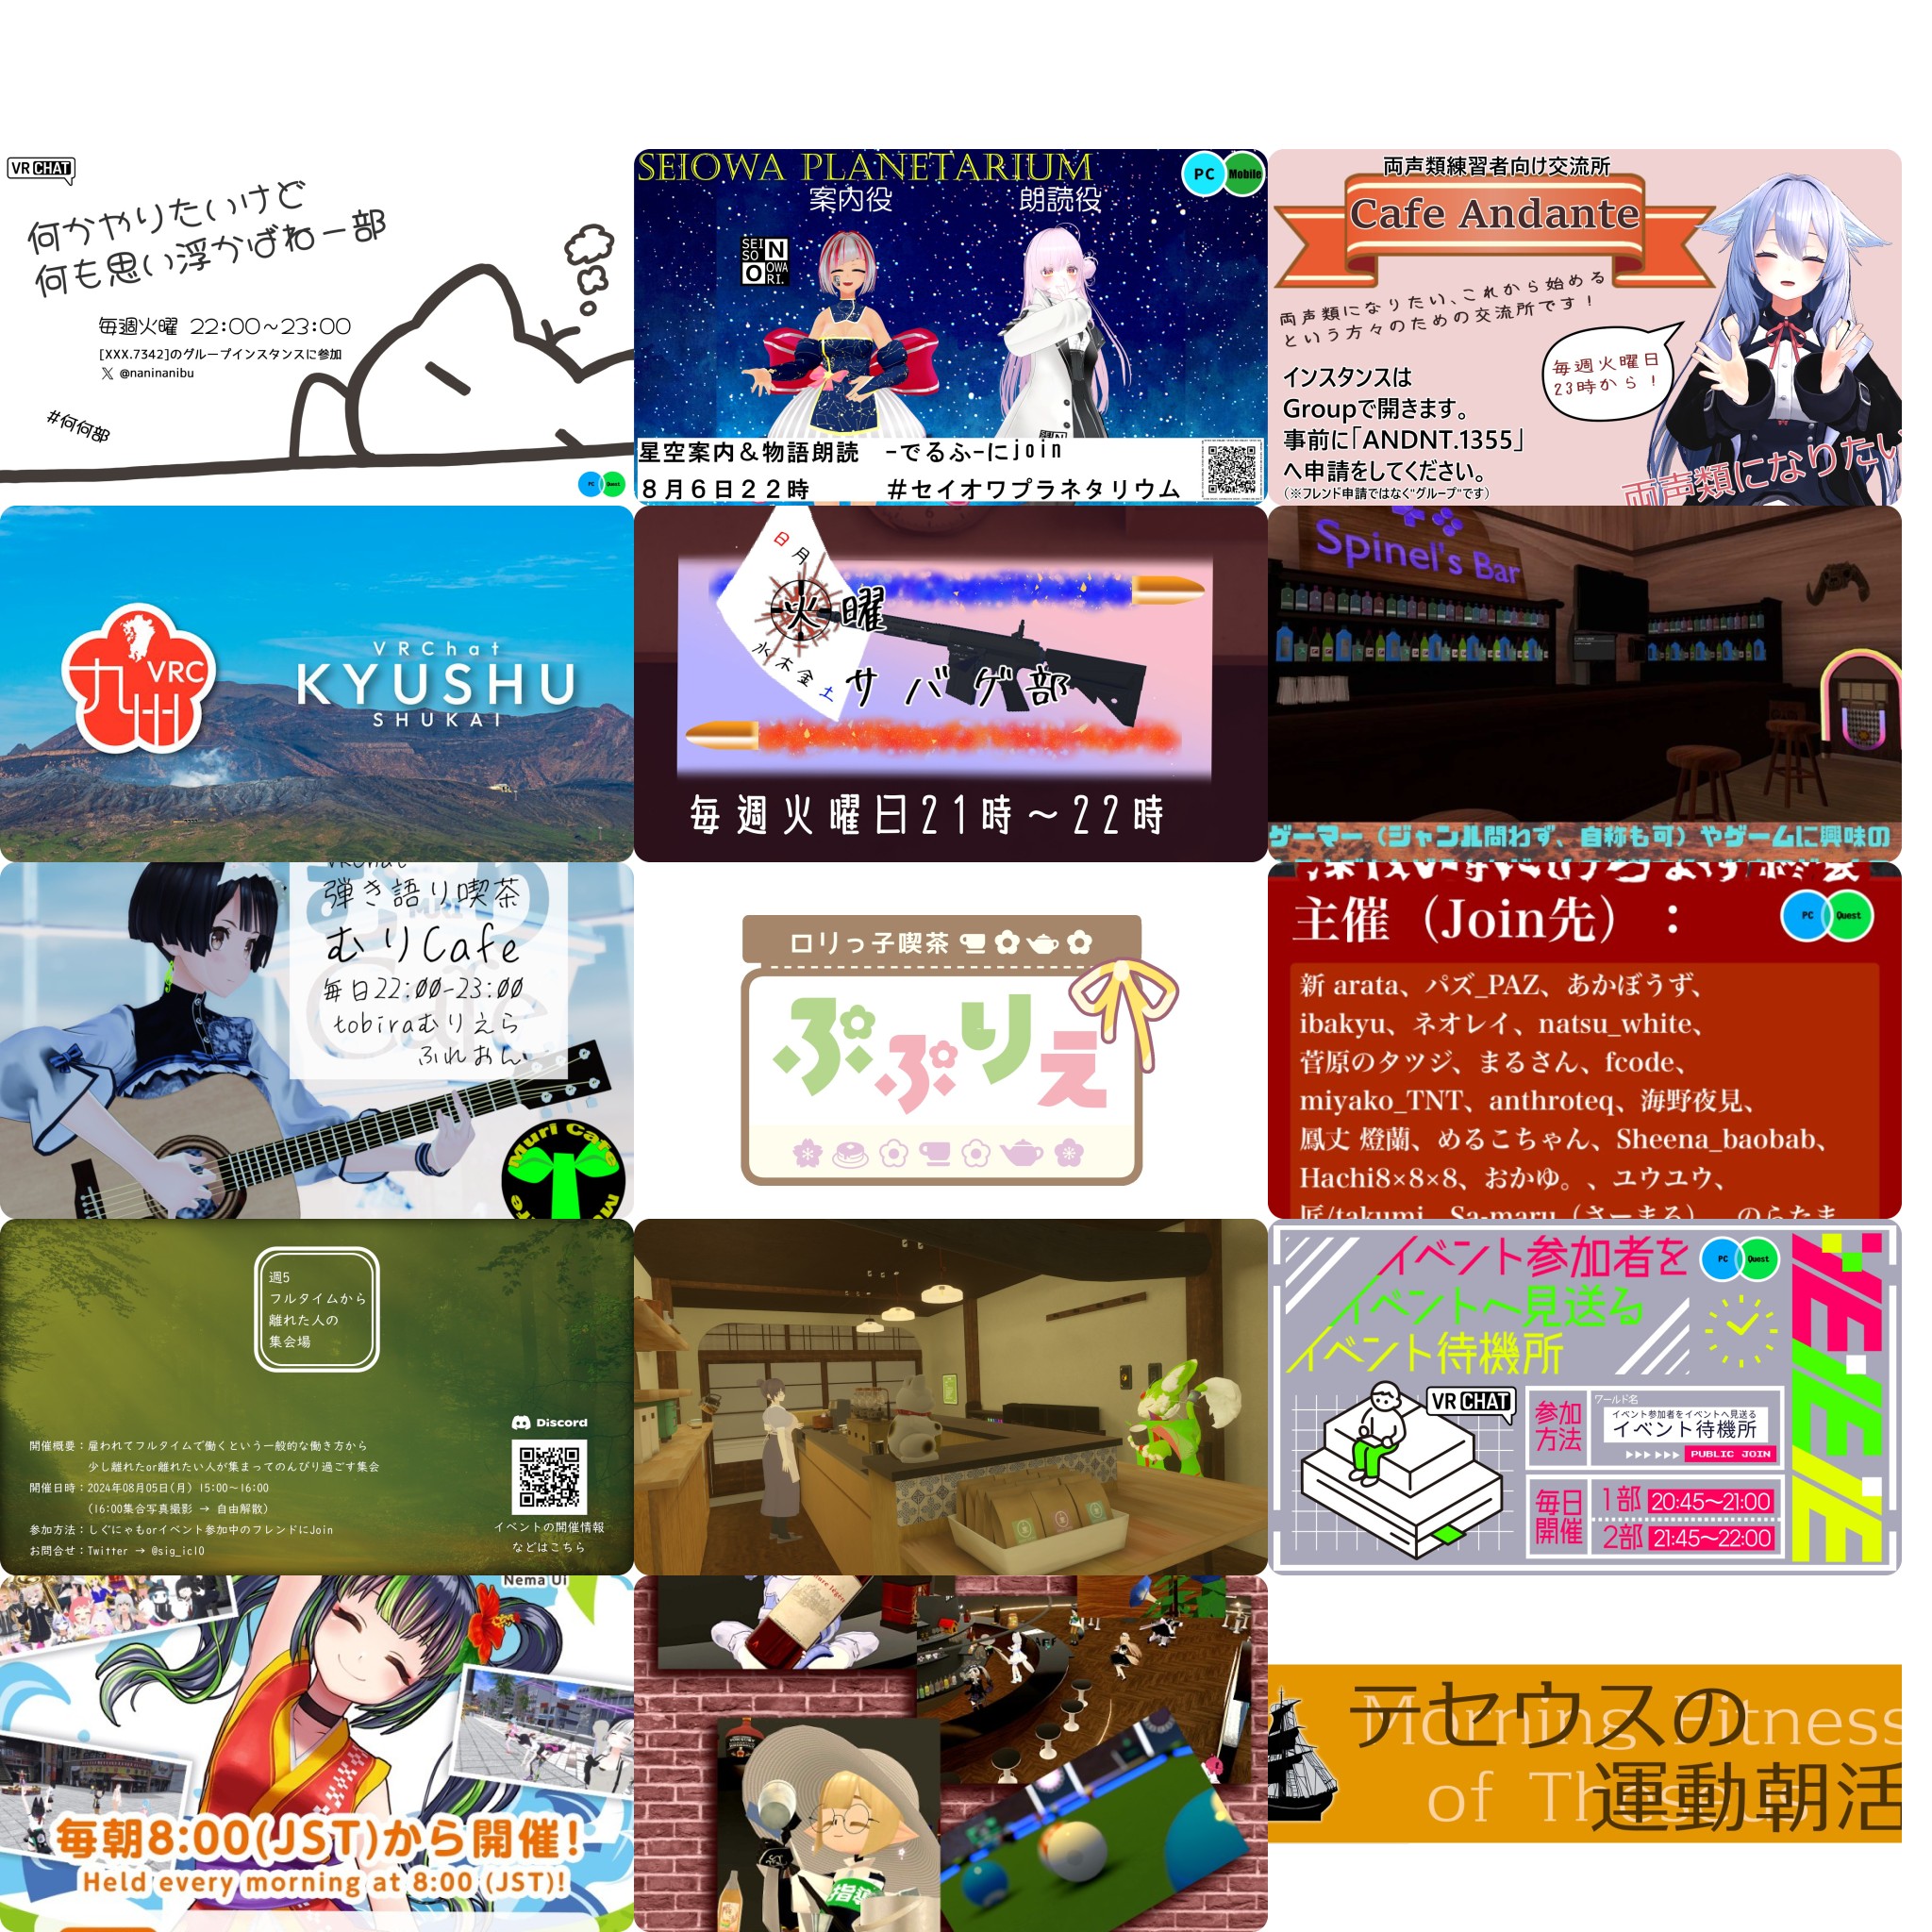 VRCHAT
何かやりたいけど
何も思い浮かばねー部
毎週火曜 22:00~23:00
[XXX.7342]のグループインスタンスに参加
@naninanibu
#何何部
PC Quest
SEIOWA PLANETARIUM
PC Mobile
案内役
朗読役
SEI N
SO
O OWA
RI.
星空案内&物語朗読 -でるふ-にjoin
8月6日22時 #セイオワプラネタリウム
両声類練習者向け交流所
Cafe Andante
両声類になりたい、これから始める
という方々のための交流所です!
毎週火曜日
23時から!
インスタンスは
Groupで開きます。
事前に「ANDNT.1355」
へ申請をしてください。
(※フレンド申請ではなく"グループ"です)
両声類になりたい
九州 VRC
VRChat
KYUSHU
SHUKAI
日 月
火曜
水 木 金 土
サバゲ部
毎週火曜日21時~22時
Spinel's Bar
ゲーマー(ジャンル問わず、自称も可)やゲームに興味の
弾き語り喫茶
むりCafe
毎日22:00-23:00
tobiraむりえら
ふれおん
Muri Cafe
ロリっ子喫茶
ぷぷりえ
主催(Join先):
PC Quest
新 arata、パズ_PAZ、あかぼうず、
ibakyu、ネオレイ、natsu_white、
菅原のタツジ、まるさん、fcode、
miyako_TNT、anthroteq、海野夜見、
鳳丈 燈蘭、めるこちゃん、Sheena_baobab、
Hachi8×8×8、おかゆ。、ユウユウ、
匠/takumi、Sa-maru(さーまる)、のらたま
週5
フルタイムから
離れた人の
集会場
Discord
開催概要:雇われてフルタイムで働くという一般的な働き方から
少し離れたor離れたい人が集まってのんびり過ごす集会
開催日時:2024年08月05日(月) 15:00~16:00
(16:00集合写真撮影 → 自由解散)
参加方法:しぐにゃもorイベント参加中のフレンドにJoin
お問合せ:Twitter → @sig_ic10
イベントの開催情報
などはこちら
イベント参加者を
イベントへ見送る
イベント待機所
PC Quest
VRCHAT
参加
方法
ワールド名
イベント参加者をイベントへ見送る
イベント待機所
PUBLIC JOIN
毎日
開催
1部 20:45~21:00
2部 21:45~22:00
Nema Ui
毎朝8:00(JST)から開催!
Held every morning at 8:00 (JST)!
指導
テセウスの
Morning Fitness
運動朝活
of Theseus